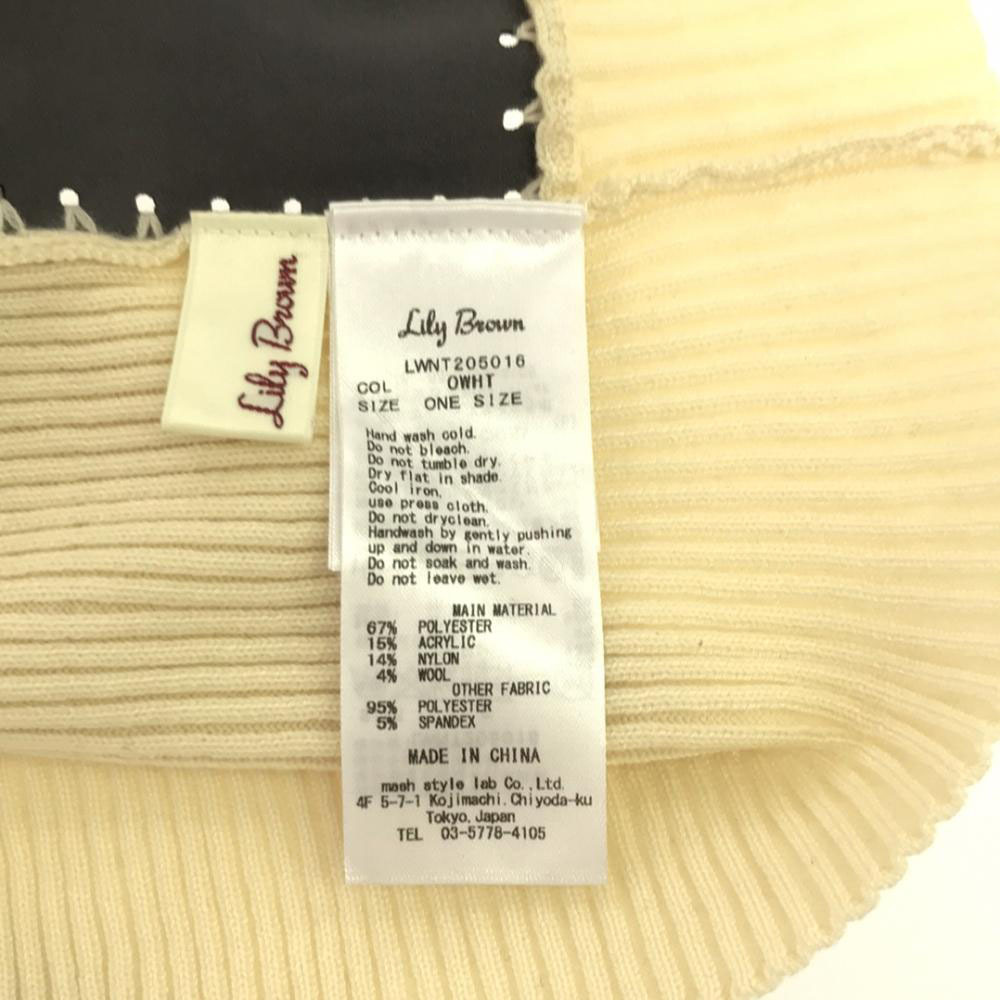 Lily Brown
Lily Brown
LWNT205016
COL OWHT
SIZE ONE SIZE
Hand wash cold.
Do not bleach.
Do not tumble dry.
Dry flat in shade.
Cool iron,
use press cloth.
Do not dryclean.
Handwash by gently pushing
up and down in water.
Do not soak and wash.
Do not leave wet.
MAIN MATERIAL
67% POLYESTER
15% ACRYLIC
14% NYLON
4% WOOL
OTHER FABRIC
95% POLYESTER
5% SPANDEX
MADE IN CHINA
mash style lab Co.,Ltd.
4F 5-7-1 Kojimachi.Chiyoda-ku
Tokyo,Japan
TEL 03-5778-4105